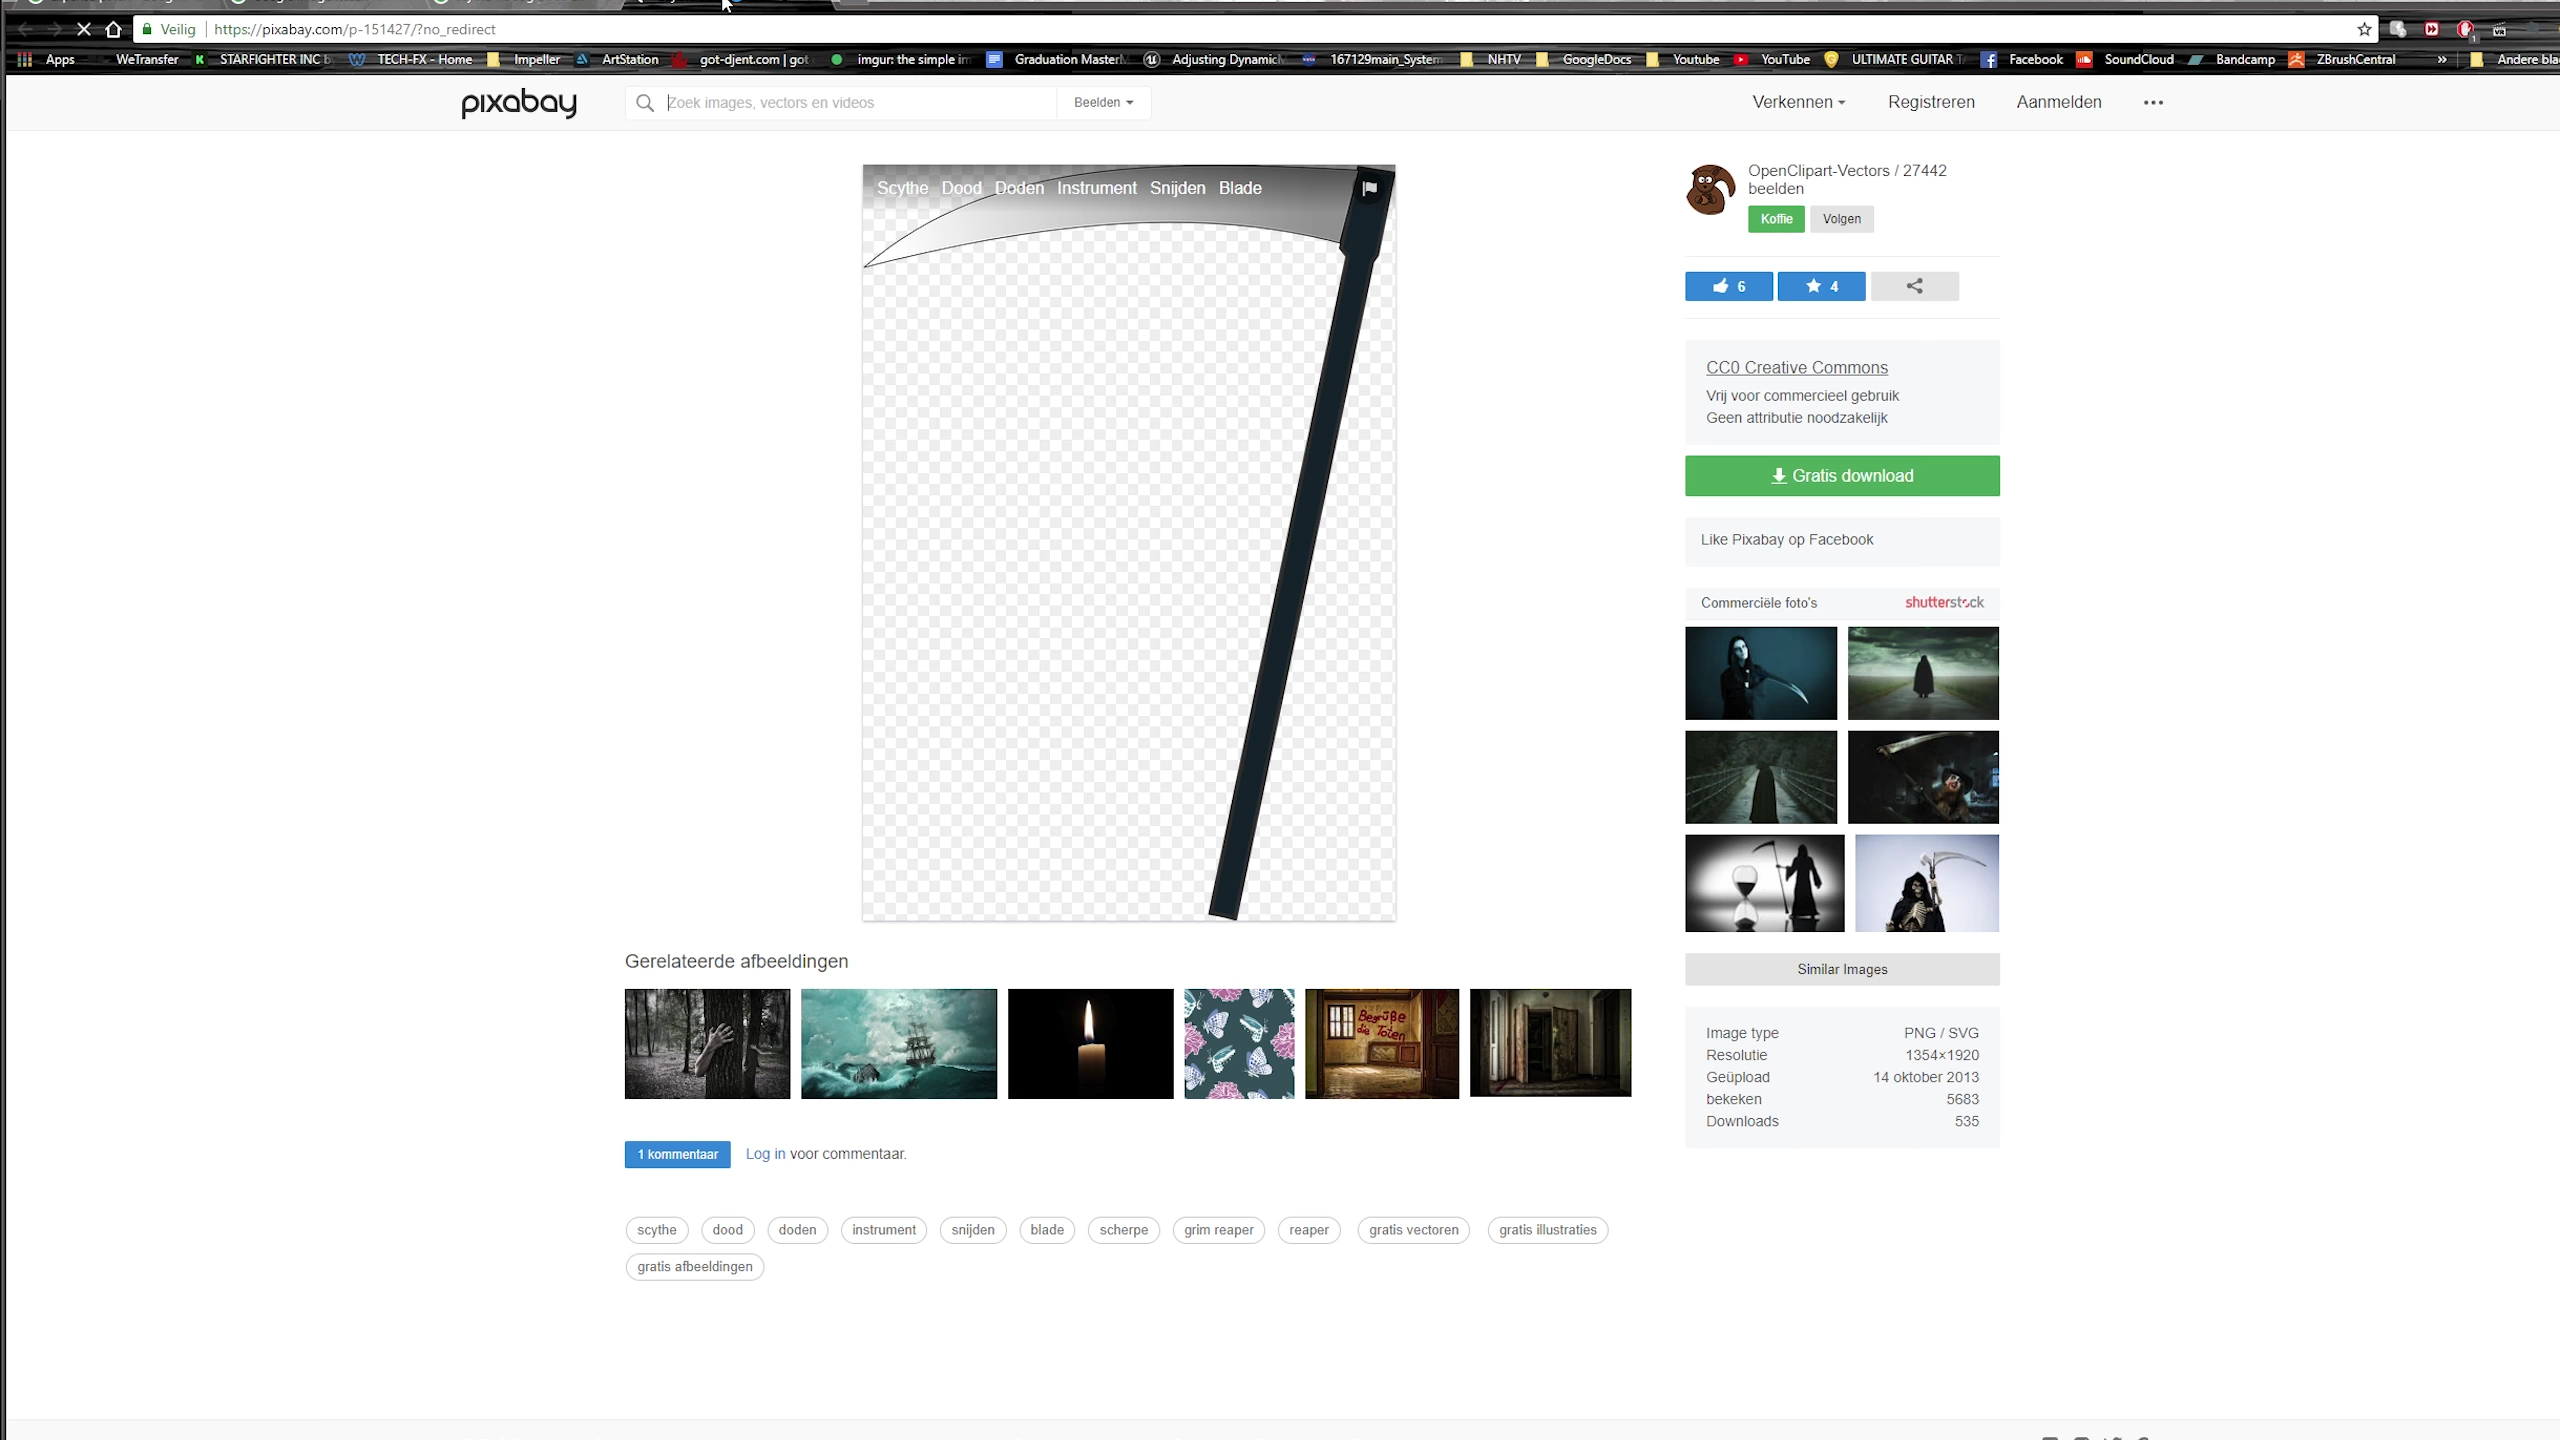 Veilig https://pixabay.com/p-151427/?no_redirect
Apps WeTransfer STARFIGHTER INC TECH-FX - Home Impeller ArtStation got-djent.com | got imgur: the simple Graduation Master Adjusting Dynamic 167129main_System NHTV GoogleDocs Youtube YouTube ULTIMATE GUITAR Facebook SoundCloud Bandcamp ZBrushCentral » Andere
pixabay Zoek images, vectors en videos Beelden Verkennen Registreren Aanmelden
Scythe Dood Doden Instrument Snijden Blade
OpenClipart-Vectors / 27442
beelden
Koffie Volgen
6 4
CC0 Creative Commons
Vrij voor commercieel gebruik
Geen attributie noodzakelijk
Gratis download
Like Pixabay op Facebook
Commerciële foto's shutterstock
Similar Images
Image type PNG / SVG
Resolutie 1354×1920
Geüpload 14 oktober 2013
bekeken 5683
Downloads 535
Gerelateerde afbeeldingen
Begrüße
die Toten
1 kommentaar Log in voor commentaar.
scythe dood doden instrument snijden blade scherpe grim reaper reaper gratis vectoren gratis illustraties
gratis afbeeldingen